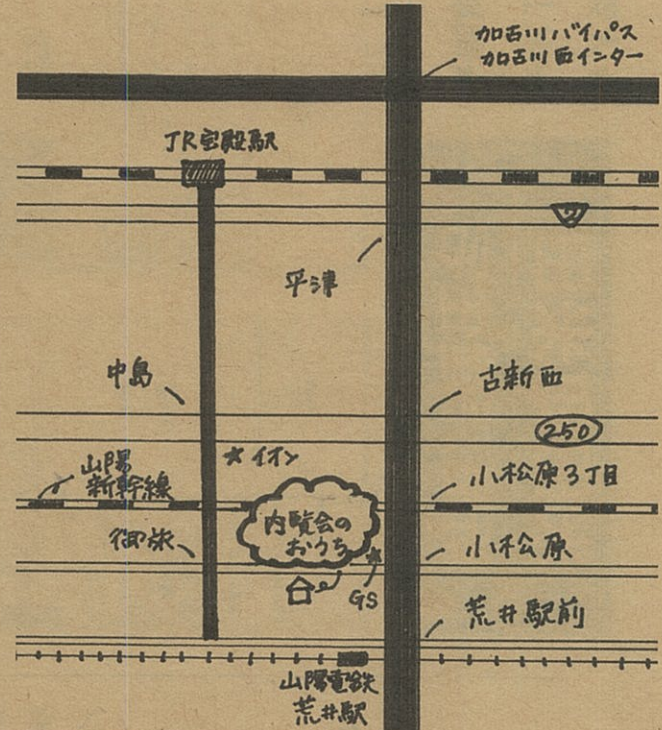 加古川バイパス
加古川西インター
JR宝殿駅
2
平津
中島
古新西
250
★イオン
山陽
新幹線
小松原3丁目
内覧会の
おうち
御旅
小松原
GS
荒井駅前
山陽電鉄
荒井駅